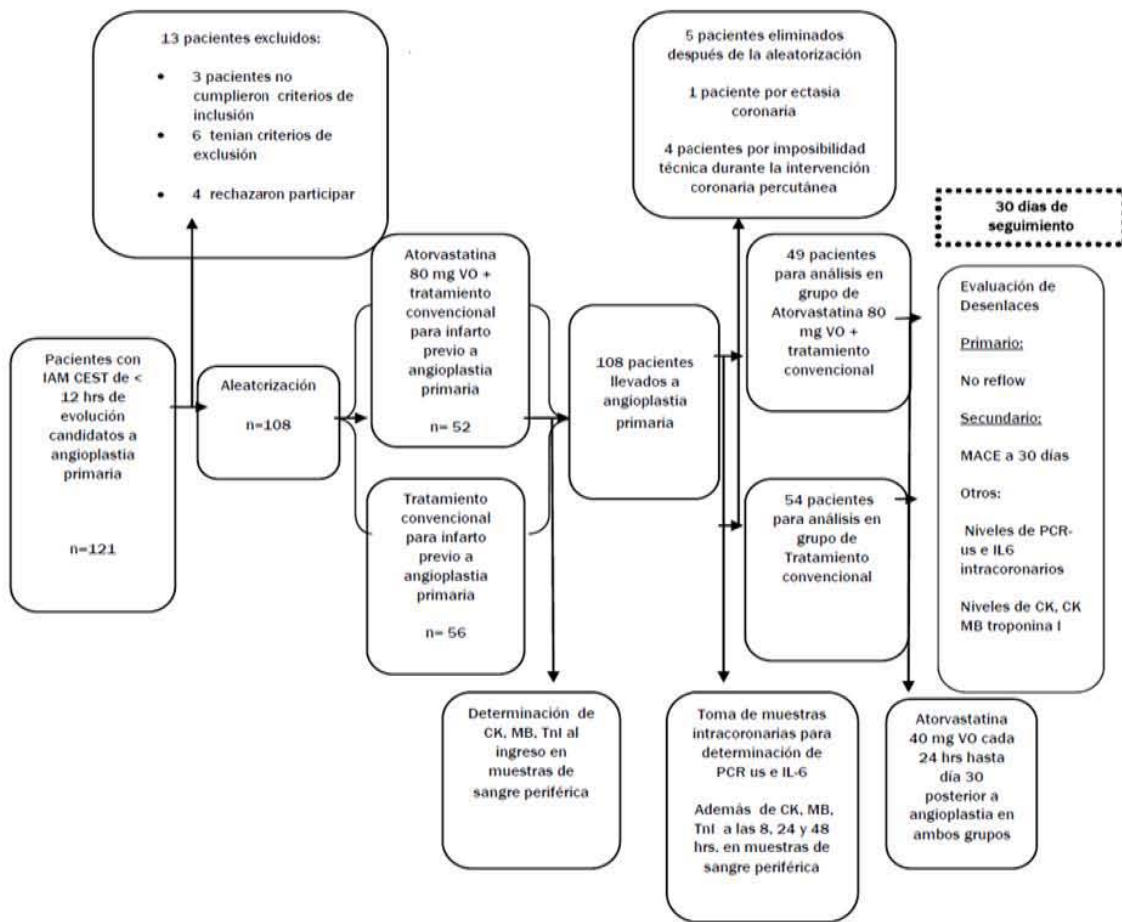 13 pacientes excluidos:
• 3 pacientes no
cumplieron criterios de
inclusión
• 6 tenian criterios de
exclusión
• 4 rechazaron participar
Pacientes con
IAM CEST de <
12 hrs de
evolución
candidatos a
angioplastia
primaria
n=121
Aleatorización
n=108
Atorvastatina
80 mg VO +
tratamiento
convencional
para infarto
previo a
angioplastia
primaria
n= 52
Tratamiento
convencional
para infarto
previo a
angioplastia
primaria
n= 56
Determinación de
CK, MB, TnI al
ingreso en
muestras de
sangre periférica
108 pacientes
llevados a
angioplastia
primaria
5 pacientes eliminados
después de la aleatorización
1 paciente por ectasia
coronaria
4 pacientes por imposibilidad
técnica durante la intervención
coronaria percutánea
49 pacientes
para análisis en
grupo de
Atorvastatina 80
mg VO +
tratamiento
convencional
54 pacientes
para análisis en
grupo de
Tratamiento
convencional
Toma de muestras
intracoronarias para
determinación de
PCR us e IL-6
Además de CK, MB,
TnI a las 8, 24 y 48
hrs. en muestras de
sangre periférica
30 días de
seguimiento
Evaluación de
Desenlaces
Primario:
No reflow
Secundario:
MACE a 30 días
Otros:
Niveles de PCR-
us e IL6
intracoronarios
Niveles de CK, CK
MB troponina I
Atorvastatina
40 mg VO cada
24 hrs hasta
día 30
posterior a
angioplastia en
ambos grupos